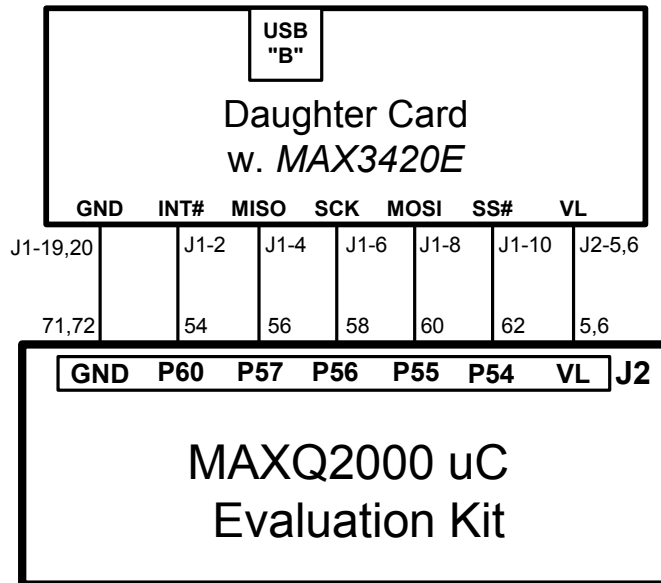 USB
"B"
Daughter Card
w. MAX3420E
GND INT# MISO SCK MOSI SS# VL
J1-19,20 J1-2 J1-4 J1-6 J1-8 J1-10 J2-5,6
71,72 54 56 58 60 62 5,6
GND P60 P57 P56 P55 P54 VL J2
MAXQ2000 uC
Evaluation Kit